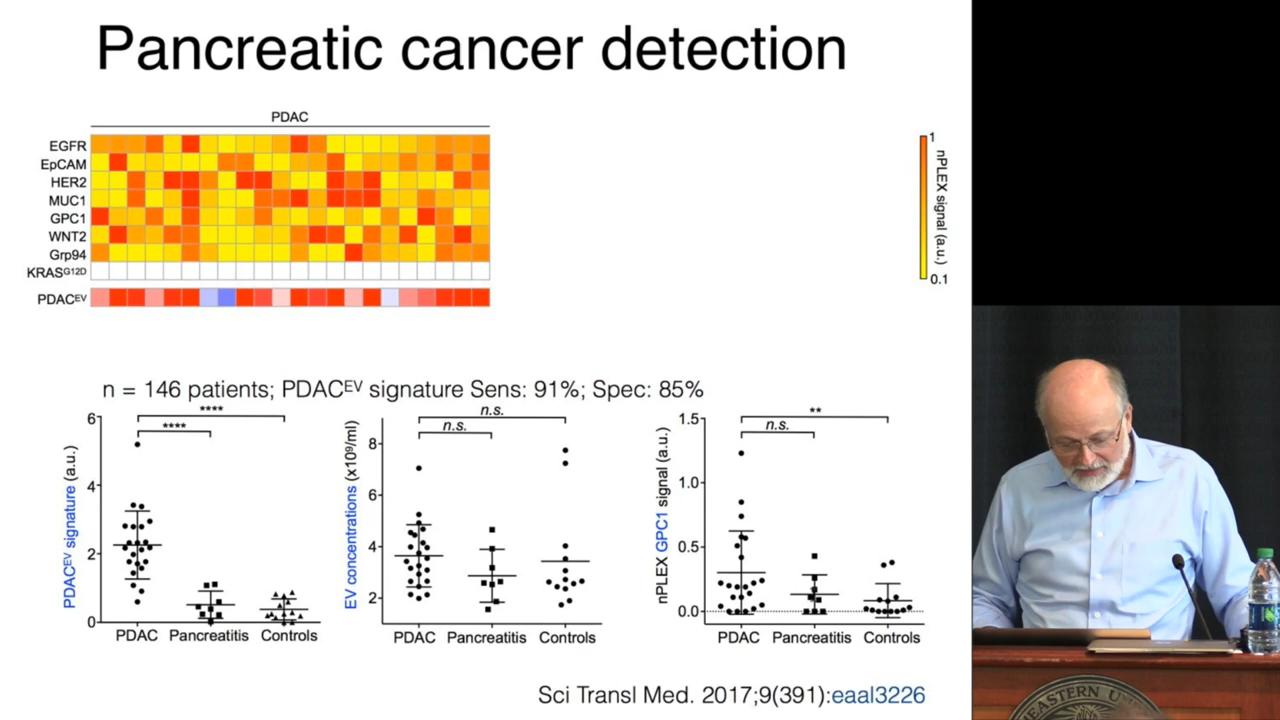 Pancreatic cancer detection
PDAC
EGFR
EpCAM
HER2
MUC1
GPC1
WNT2
Grp94
KRASG12D
PDACEV
1
nPLEX signal (a.u.)
0.1
n = 146 patients; PDACEV signature Sens: 91%; Spec: 85%
PDACEV signature (a.u.)
6
4
2
0
****
****
PDAC Pancreatitis Controls
EV concentrations (x10⁹/ml)
8
6
4
2
n.s.
n.s.
PDAC Pancreatitis Controls
nPLEX GPC1 signal (a.u.)
1.5
1.0
0.5
0.0
**
n.s.
PDAC Pancreatitis Controls
Sci Transl Med. 2017;9(391):eaal3226
EASTERN U